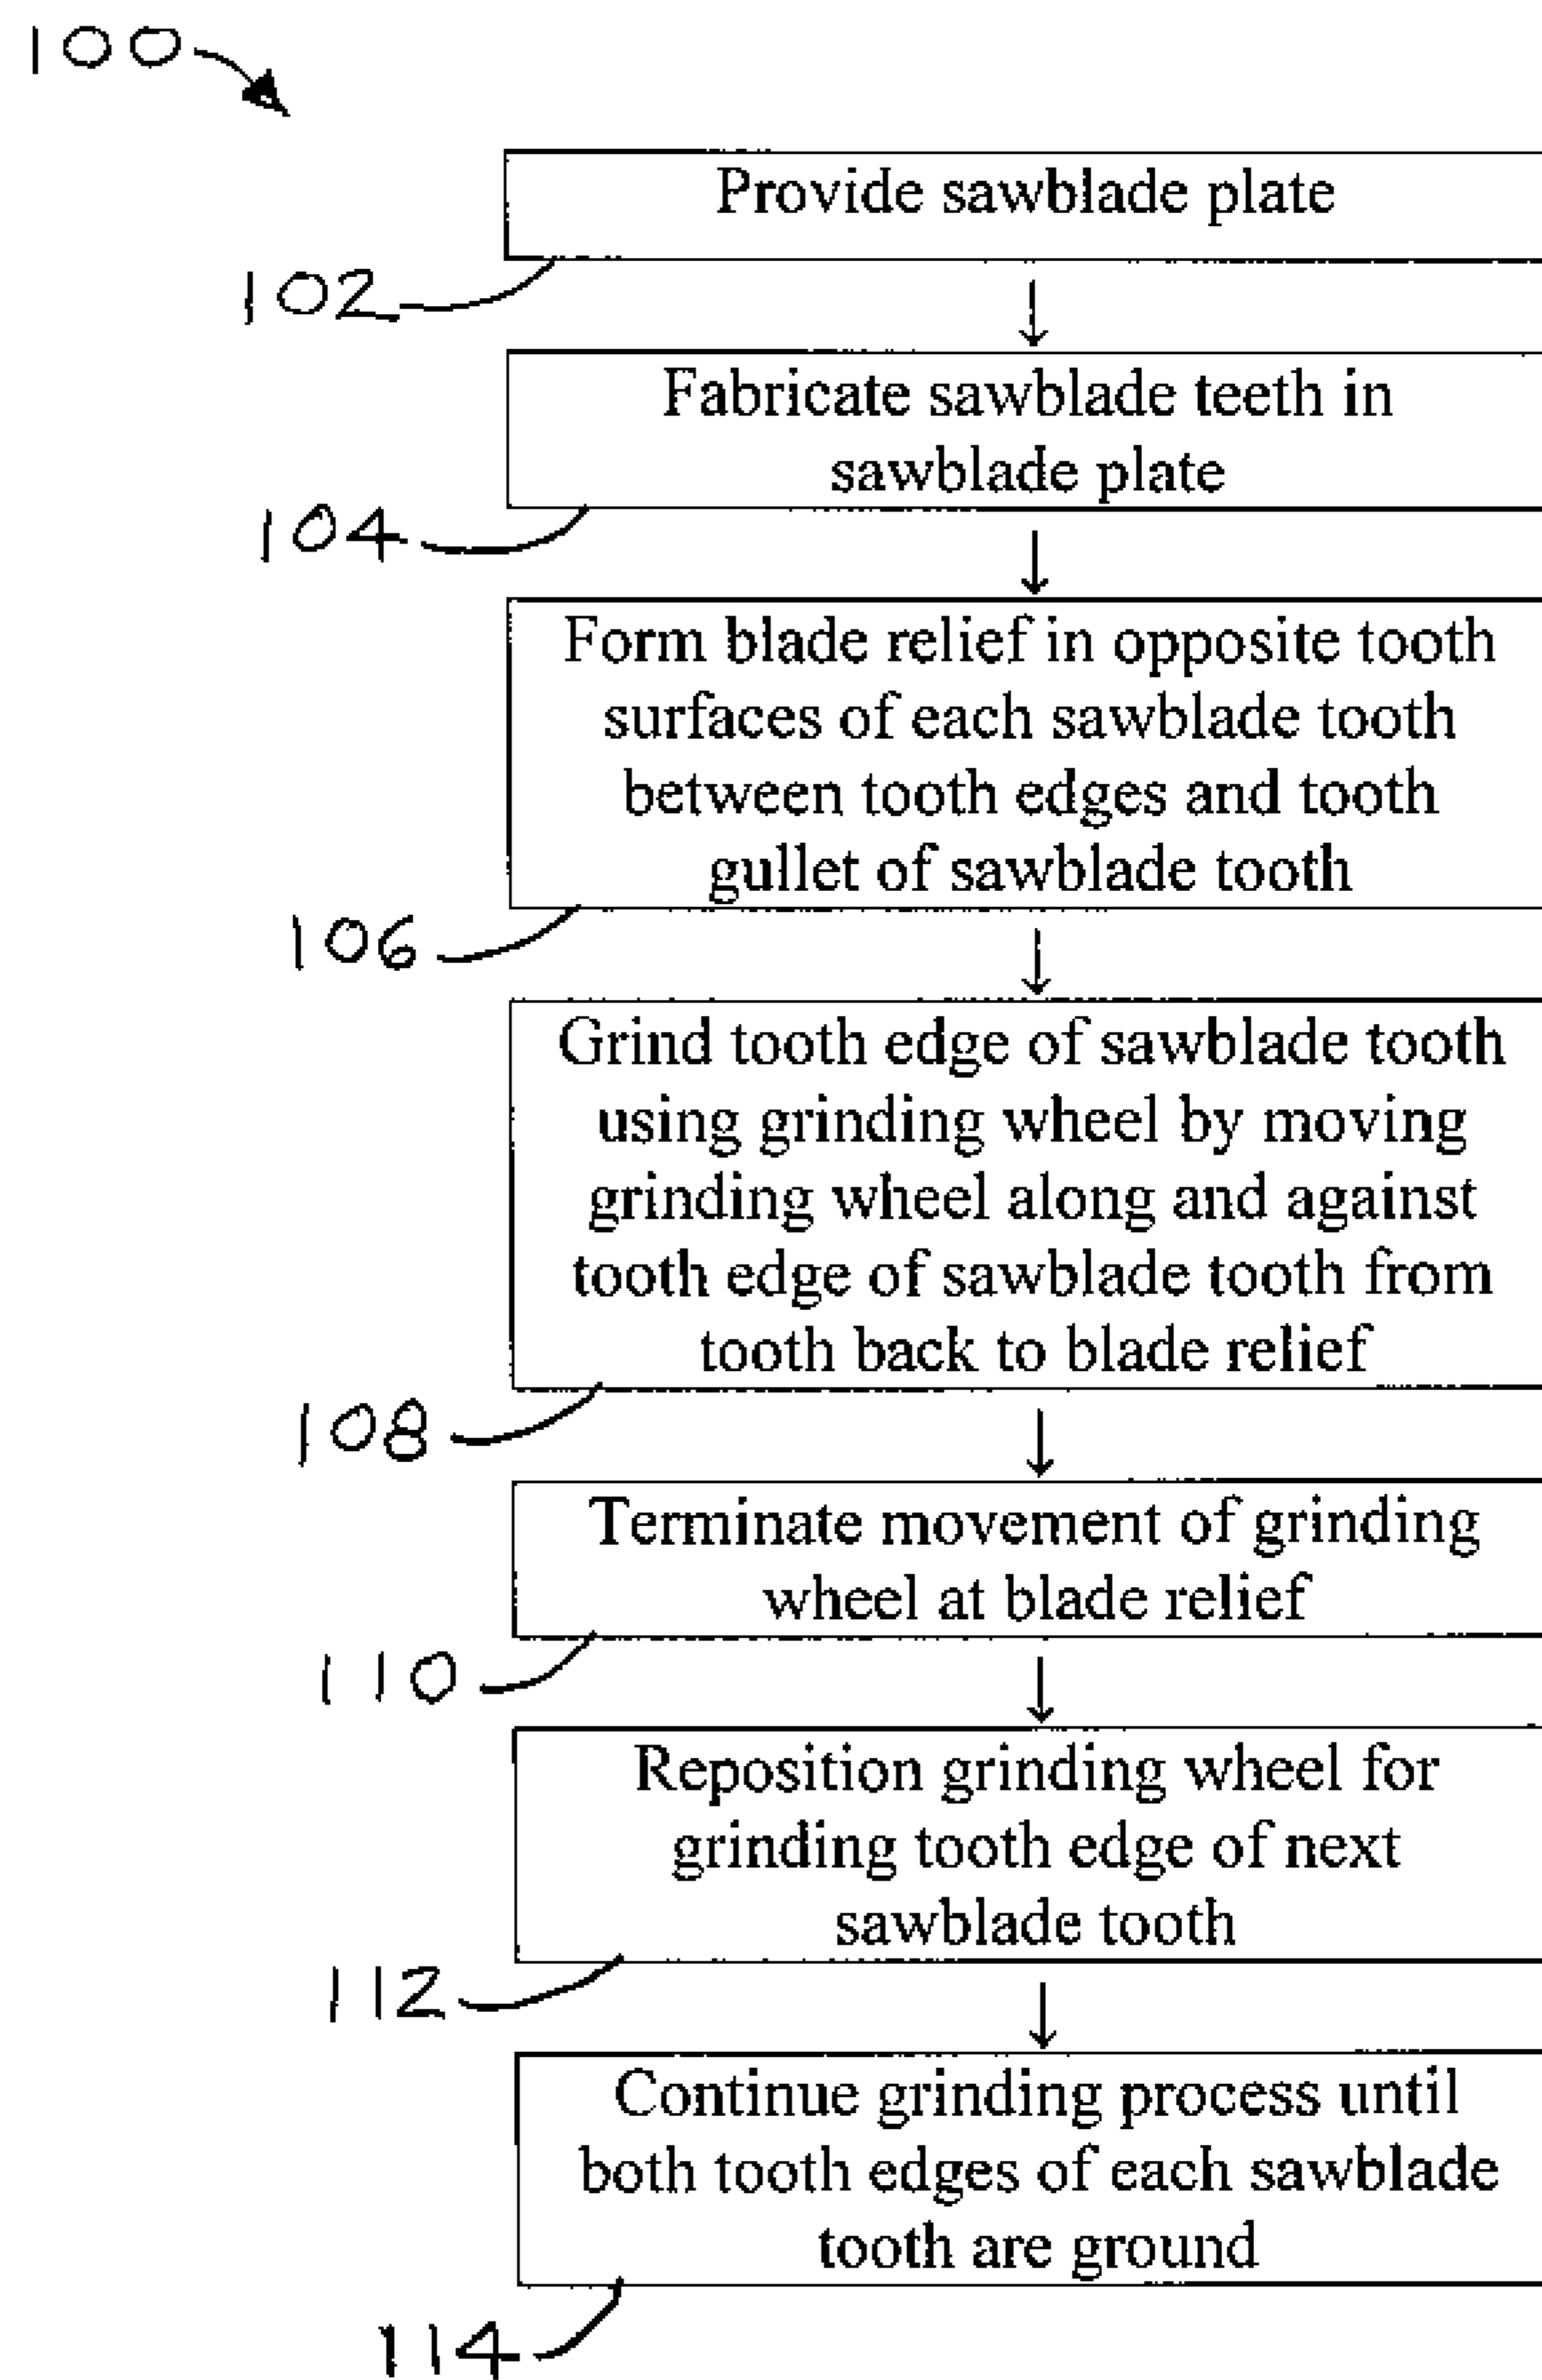 100
Provide sawblade plate
102
Fabricate sawblade teeth in
sawblade plate
104
Form blade relief in opposite tooth
surfaces of each sawblade tooth
between tooth edges and tooth
gullet of sawblade tooth
106
Grind tooth edge of sawblade tooth
using grinding wheel by moving
grinding wheel along and against
tooth edge of sawblade tooth from
tooth back to blade relief
108
Terminate movement of grinding
wheel at blade relief
110
Reposition grinding wheel for
grinding tooth edge of next
sawblade tooth
112
Continue grinding process until
both tooth edges of each sawblade
tooth are ground
114